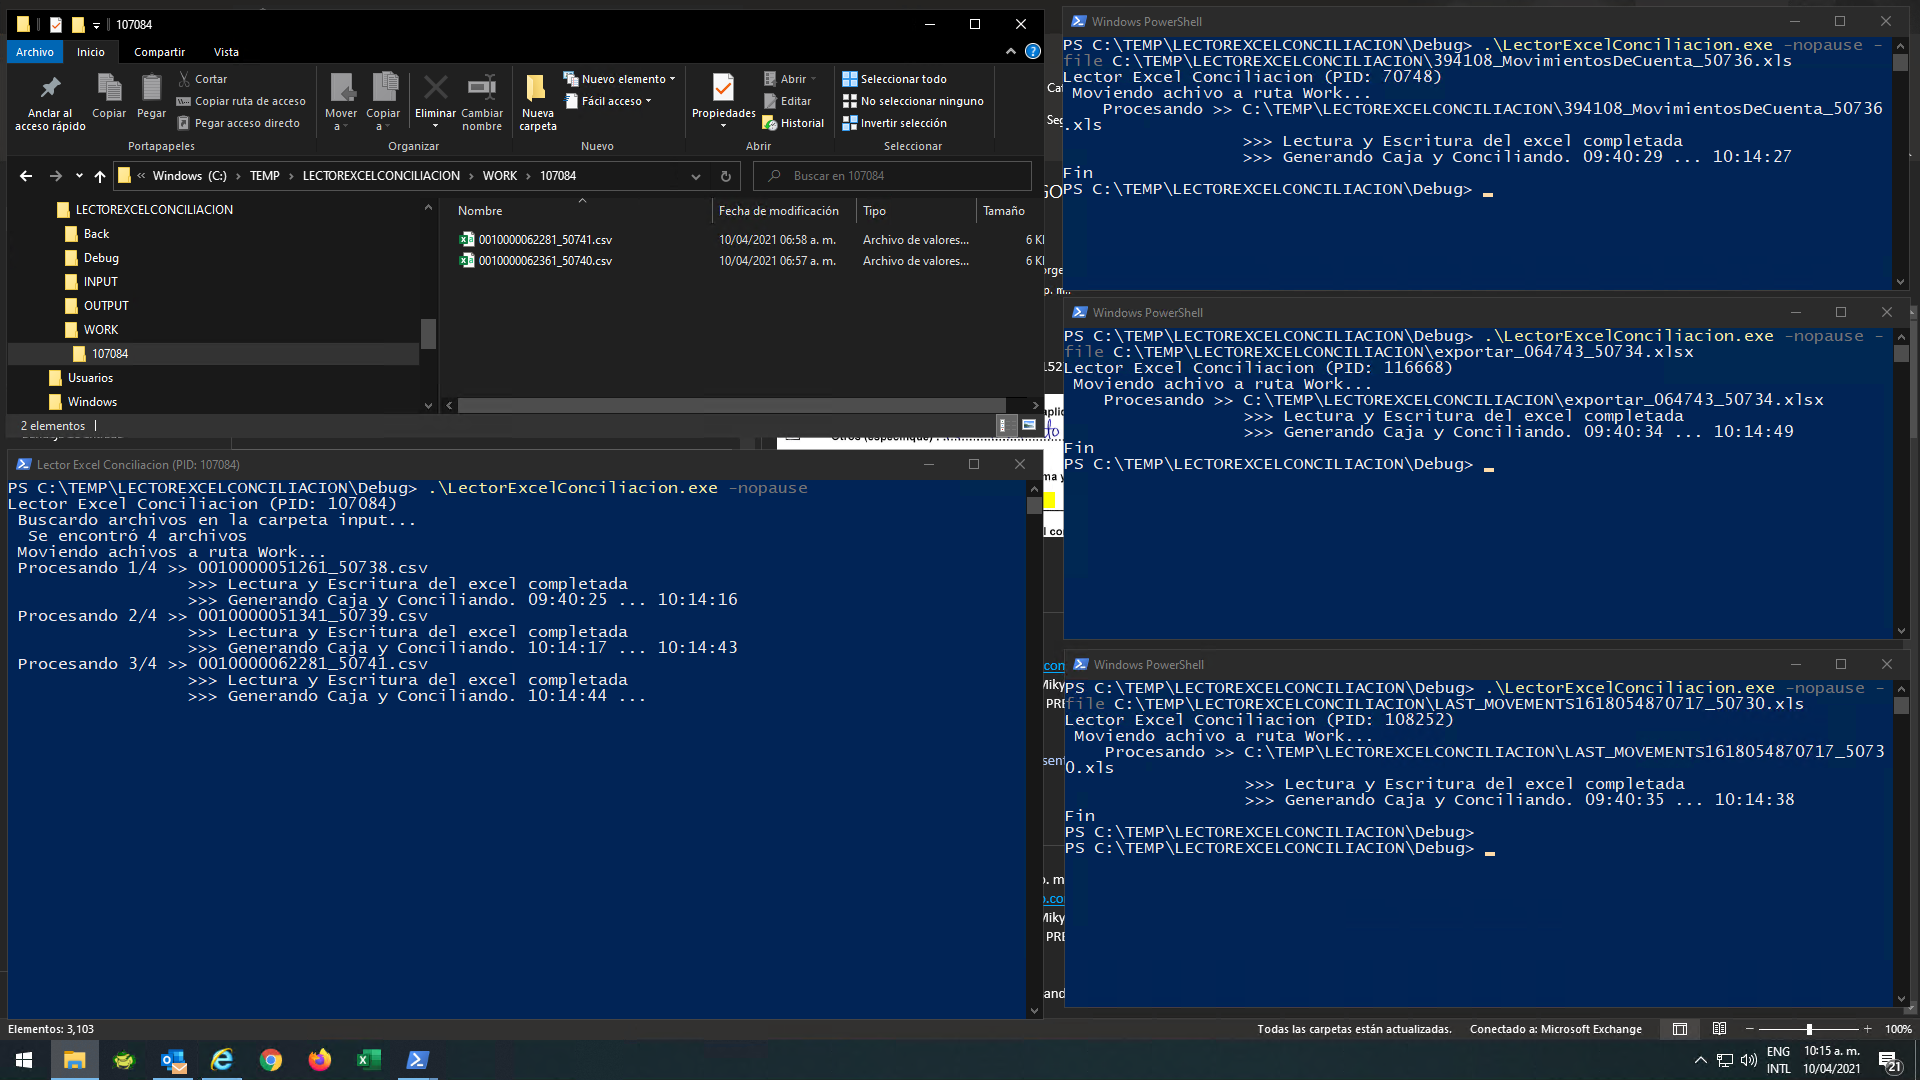 107084
Archivo
Inicio
Compartir
Vista
Anclar al
acceso rápido
Copiar
Pegar
Cortar
Copiar ruta de acceso
Pegar acceso directo
Portapapeles
Mover
a
Copiar
a
Eliminar
Cambiar
nombre
Organizar
Nueva
carpeta
Nuevo elemento
Fácil acceso
Nuevo
Propiedades
Abrir
Editar
Historial
Abrir
Seleccionar todo
No seleccionar ninguno
Invertir selección
Seleccionar
« Windows (C:) > TEMP > LECTOREXCELCONCILIACION > WORK > 107084
Buscar en 107084
LECTOREXCELCONCILIACION
Back
Debug
INPUT
OUTPUT
WORK
107084
Usuarios
Windows
Nombre Fecha de modificación Tipo Tamaño
0010000062281_50741.csv 10/04/2021 06:58 a. m. Archivo de valores... 6 K
0010000062361_50740.csv 10/04/2021 06:57 a. m. Archivo de valores... 6 K
2 elementos
Lector Excel Conciliacion (PID: 107084)
PS C:\TEMP\LECTOREXCELCONCILIACION\Debug> .\LectorExcelConciliacion.exe -nopause
Lector Excel Conciliacion (PID: 107084)
Buscardo archivos en la carpeta input...
Se encontró 4 archivos
Moviendo achivos a ruta Work...
Procesando 1/4 >> 0010000051261_50738.csv
>>> Lectura y Escritura del excel completada
>>> Generando Caja y Conciliando. 09:40:25 ... 10:14:16
Procesando 2/4 >> 0010000051341_50739.csv
>>> Lectura y Escritura del excel completada
>>> Generando Caja y Conciliando. 10:14:17 ... 10:14:43
Procesando 3/4 >> 0010000062281_50741.csv
>>> Lectura y Escritura del excel completada
>>> Generando Caja y Conciliando. 10:14:44 ...
Windows PowerShell
PS C:\TEMP\LECTOREXCELCONCILIACION\Debug> .\LectorExcelConciliacion.exe -nopause -
file C:\TEMP\LECTOREXCELCONCILIACION\394108_MovimientosDeCuenta_50736.xls
Lector Excel Conciliacion (PID: 70748)
Moviendo achivo a ruta Work...
Procesando >> C:\TEMP\LECTOREXCELCONCILIACION\394108_MovimientosDeCuenta_50736
.xls
>>> Lectura y Escritura del excel completada
>>> Generando Caja y Conciliando. 09:40:29 ... 10:14:27
Fin
PS C:\TEMP\LECTOREXCELCONCILIACION\Debug>
Windows PowerShell
PS C:\TEMP\LECTOREXCELCONCILIACION\Debug> .\LectorExcelConciliacion.exe -nopause -
file C:\TEMP\LECTOREXCELCONCILIACION\exportar_064743_50734.xlsx
Lector Excel Conciliacion (PID: 116668)
Moviendo achivo a ruta Work...
Procesando >> C:\TEMP\LECTOREXCELCONCILIACION\exportar_064743_50734.xlsx
>>> Lectura y Escritura del excel completada
>>> Generando Caja y Conciliando. 09:40:34 ... 10:14:49
Fin
PS C:\TEMP\LECTOREXCELCONCILIACION\Debug>
Windows PowerShell
PS C:\TEMP\LECTOREXCELCONCILIACION\Debug> .\LectorExcelConciliacion.exe -nopause -
file C:\TEMP\LECTOREXCELCONCILIACION\LAST_MOVEMENTS1618054870717_50730.xls
Lector Excel Conciliacion (PID: 108252)
Moviendo achivo a ruta Work...
Procesando >> C:\TEMP\LECTOREXCELCONCILIACION\LAST_MOVEMENTS1618054870717_5073
0.xls
>>> Lectura y Escritura del excel completada
>>> Generando Caja y Conciliando. 09:40:35 ... 10:14:38
Fin
PS C:\TEMP\LECTOREXCELCONCILIACION\Debug>
PS C:\TEMP\LECTOREXCELCONCILIACION\Debug>
Elementos: 3,103
Todas las carpetas están actualizadas. Conectado a: Microsoft Exchange
100%
ENG
INTL
10:15 a. m.
10/04/2021
21